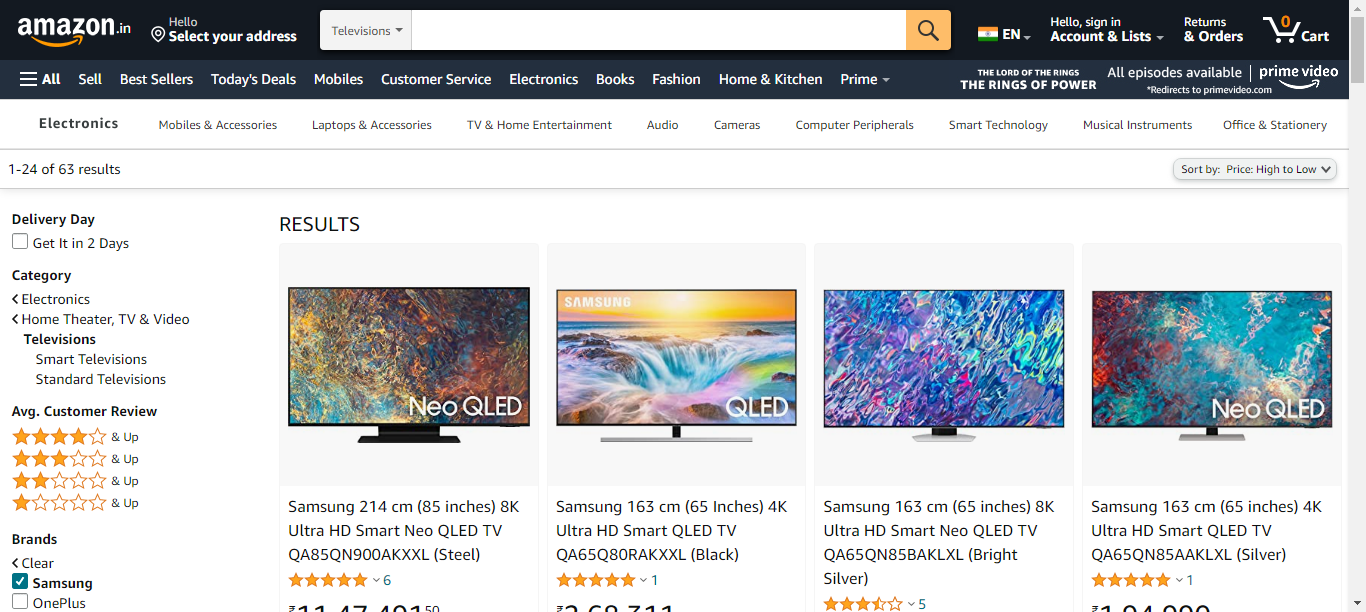 amazon.in
Hello
Select your address
Televisions
EN
Hello, sign in
Account & Lists
Returns
& Orders
0
Cart
All
Sell
Best Sellers
Today's Deals
Mobiles
Customer Service
Electronics
Books
Fashion
Home & Kitchen
Prime
THE LORD OF THE RINGS
THE RINGS OF POWER
All episodes available
prime video
*Redirects to primevideo.com
Electronics
Mobiles & Accessories
Laptops & Accessories
TV & Home Entertainment
Audio
Cameras
Computer Peripherals
Smart Technology
Musical Instruments
Office & Stationery
1-24 of 63 results
Sort by: Price: High to Low
Delivery Day
Get It in 2 Days
Category
Electronics
Home Theater, TV & Video
Televisions
Smart Televisions
Standard Televisions
Avg. Customer Review
& Up
& Up
& Up
& Up
Brands
Clear
Samsung
OnePlus
RESULTS
Neo QLED
Samsung 214 cm (85 inches) 8K
Ultra HD Smart Neo QLED TV
QA85QN900AKXXL (Steel)
6
₹11,47,491.50
SAMSUNG
QLED
Samsung 163 cm (65 Inches) 4K
Ultra HD Smart QLED TV
QA65Q80RAKXXL (Black)
1
₹2,68,311
Samsung 163 cm (65 inches) 8K
Ultra HD Smart Neo QLED TV
QA65QN85BAKLXL (Bright
Silver)
5
Neo QLED
Samsung 163 cm (65 inches) 4K
Ultra HD Smart QLED TV
QA65QN85AAKLXL (Silver)
1